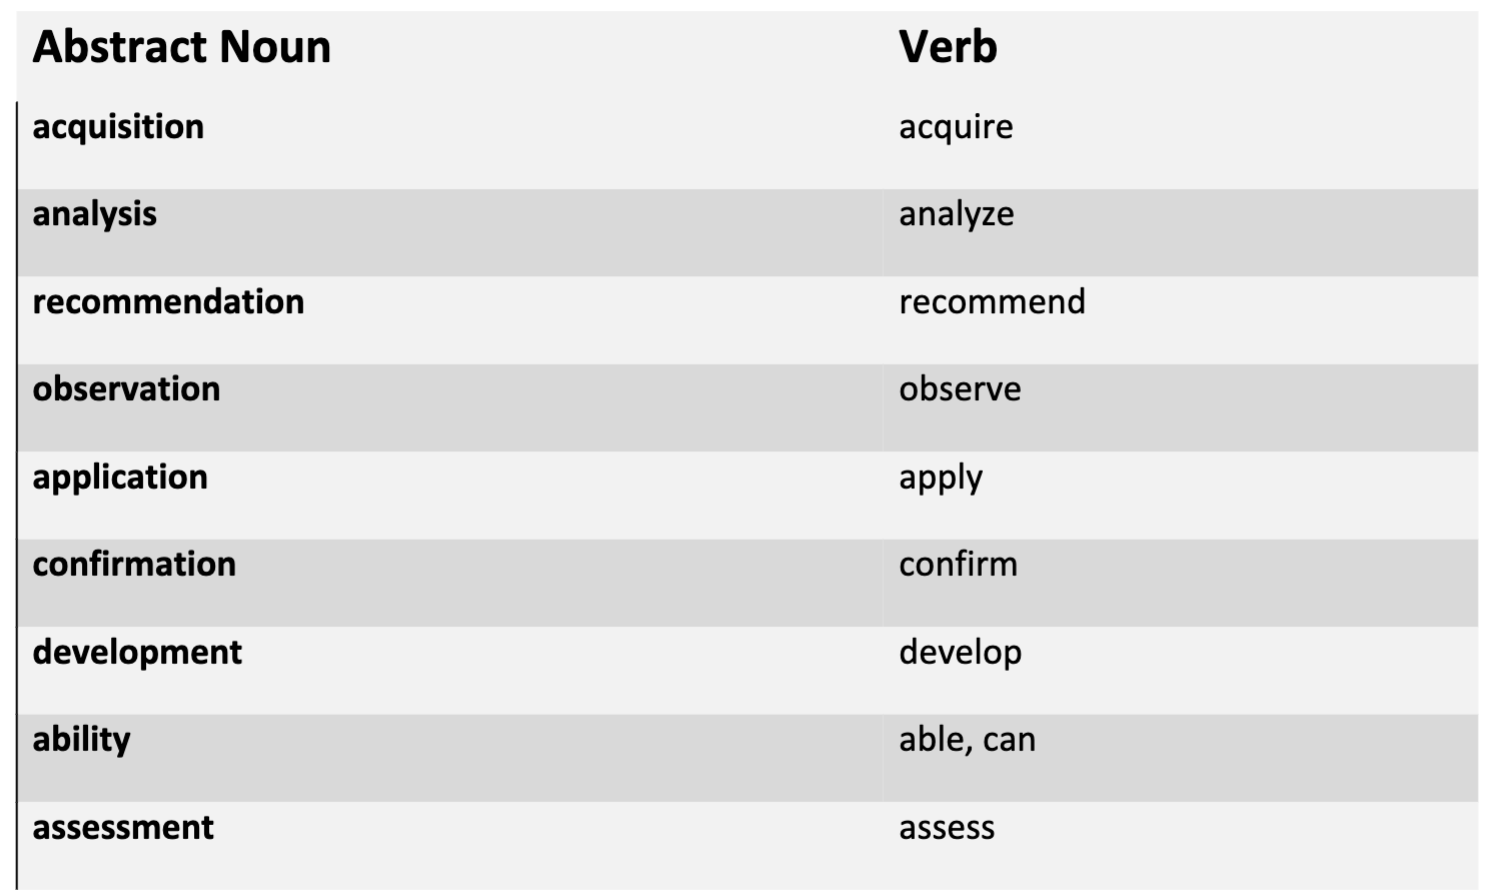 Abstract Noun Verb
acquisition acquire
analysis analyze
recommendation recommend
observation observe
application apply
confirmation confirm
development develop
ability able, can
assessment assess